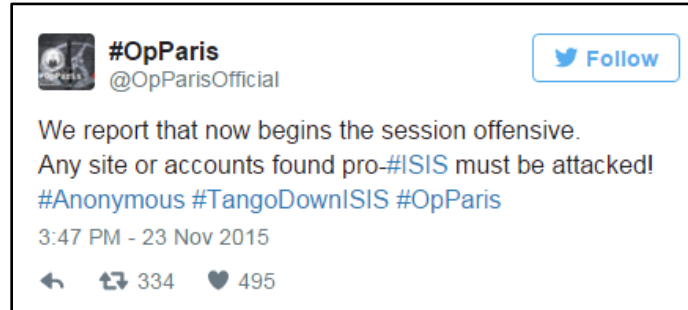 #OpParis
@OpParisOfficial
Follow
We report that now begins the session offensive.
Any site or accounts found pro-#ISIS must be attacked!
#Anonymous #TangoDownISIS #OpParis
3:47 PM - 23 Nov 2015
334 495